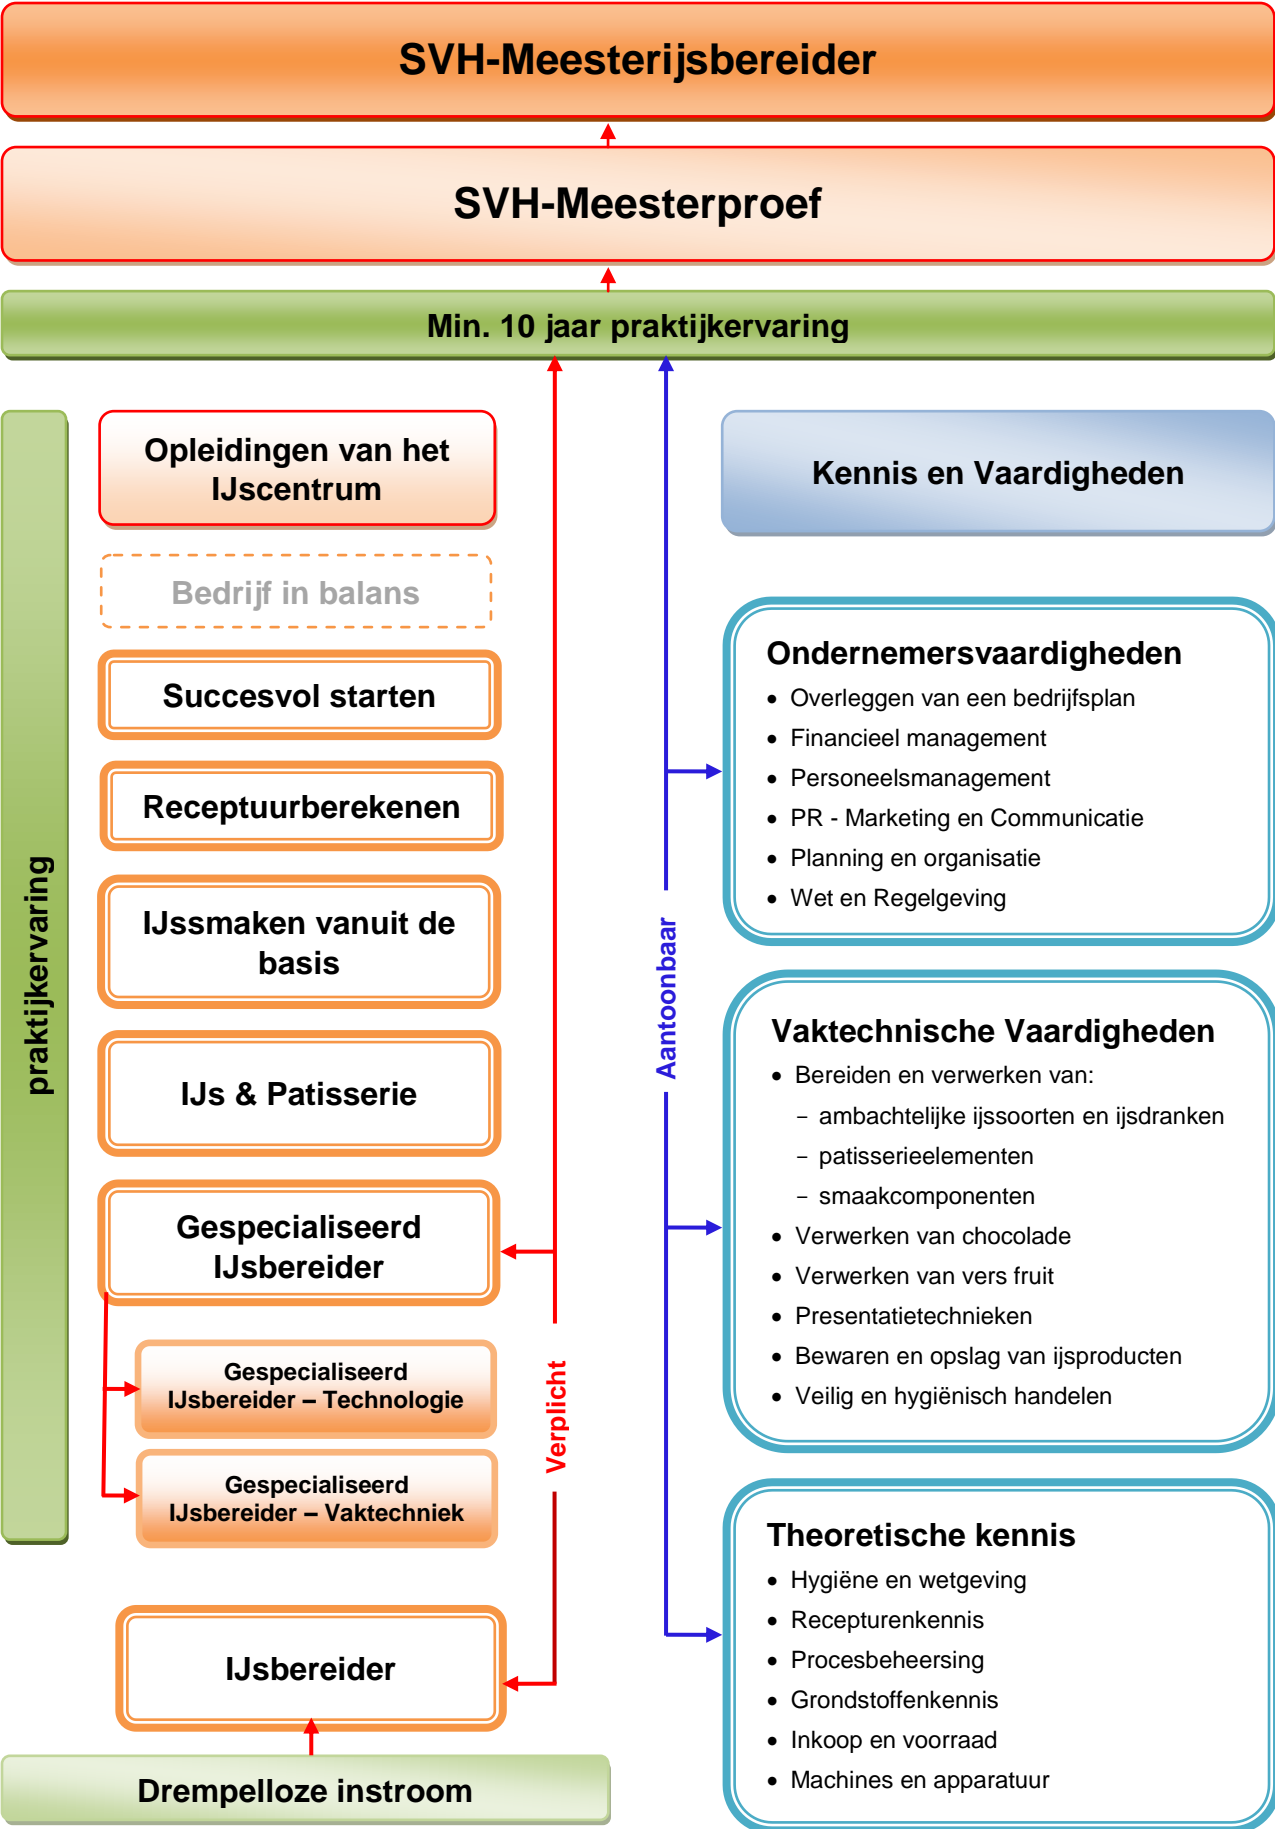 SVH-Meesterijsbereider
SVH-Meesterproef
Min. 10 jaar praktijkervaring
praktijkervaring
Opleidingen van het
IJscentrum
Bedrijf in balans
Succesvol starten
Receptuurberekenen
IJssmaken vanuit de
basis
IJs & Patisserie
Gespecialiseerd
IJsbereider
Gespecialiseerd
IJsbereider – Technologie
Gespecialiseerd
IJsbereider – Vaktechniek
IJsbereider
Drempelloze instroom
Verplicht
Aantoonbaar
Kennis en Vaardigheden
Ondernemersvaardigheden
• Overleggen van een bedrijfsplan
• Financieel management
• Personeelsmanagement
• PR - Marketing en Communicatie
• Planning en organisatie
• Wet en Regelgeving
Vaktechnische Vaardigheden
• Bereiden en verwerken van:
− ambachtelijke ijssoorten en ijsdranken
− patisserieelementen
− smaakcomponenten
• Verwerken van chocolade
• Verwerken van vers fruit
• Presentatietechnieken
• Bewaren en opslag van ijsproducten
• Veilig en hygiënisch handelen
Theoretische kennis
• Hygiëne en wetgeving
• Recepturenkennis
• Procesbeheersing
• Grondstoffenkennis
• Inkoop en voorraad
• Machines en apparatuur